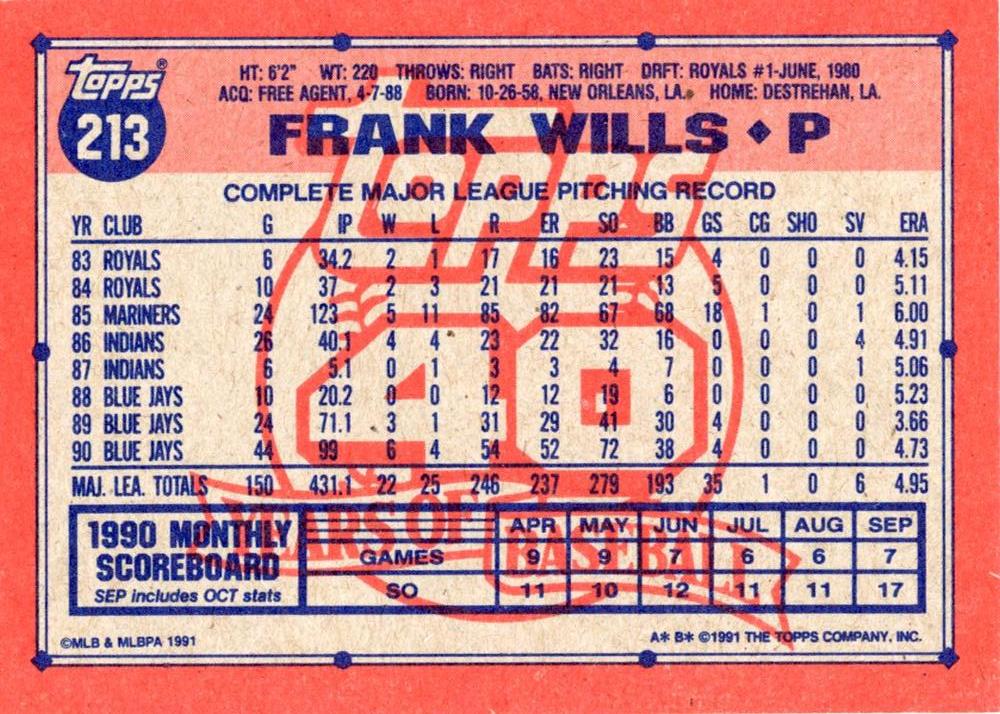 topps®
213
HT: 6'2" WT: 220 THROWS: RIGHT BATS: RIGHT DRFT: ROYALS #1-JUNE, 1980
ACQ: FREE AGENT, 4-7-88 BORN: 10-26-58, NEW ORLEANS, LA. HOME: DESTREHAN, LA.
FRANK WILLS ◆ P
COMPLETE MAJOR LEAGUE PITCHING RECORD
YR CLUB G IP W L R ER SO BB GS CG SHO SV ERA
83 ROYALS 6 34.2 2 1 17 16 23 15 4 0 0 0 4.15
84 ROYALS 10 37 2 3 21 21 21 13 5 0 0 0 5.11
85 MARINERS 24 123 5 11 85 82 67 68 18 1 0 1 6.00
86 INDIANS 26 40.1 4 4 23 22 32 16 0 0 0 4 4.91
87 INDIANS 6 5.1 0 1 3 3 4 7 0 0 0 1 5.06
88 BLUE JAYS 10 20.2 0 0 12 12 19 6 0 0 0 0 5.23
89 BLUE JAYS 24 71.1 3 1 31 29 41 30 4 0 0 0 3.66
90 BLUE JAYS 44 99 6 4 54 52 72 38 4 0 0 0 4.73
MAJ. LEA. TOTALS 150 431.1 22 25 246 237 279 193 35 1 0 6 4.95
topps
40
YEARS OF BASEBALL
1990 MONTHLY
SCOREBOARD
SEP includes OCT stats
APR MAY JUN JUL AUG SEP
GAMES 9 9 7 6 6 7
SO 11 10 12 11 11 17
©MLB & MLBPA 1991
A* B* ©1991 THE TOPPS COMPANY, INC.